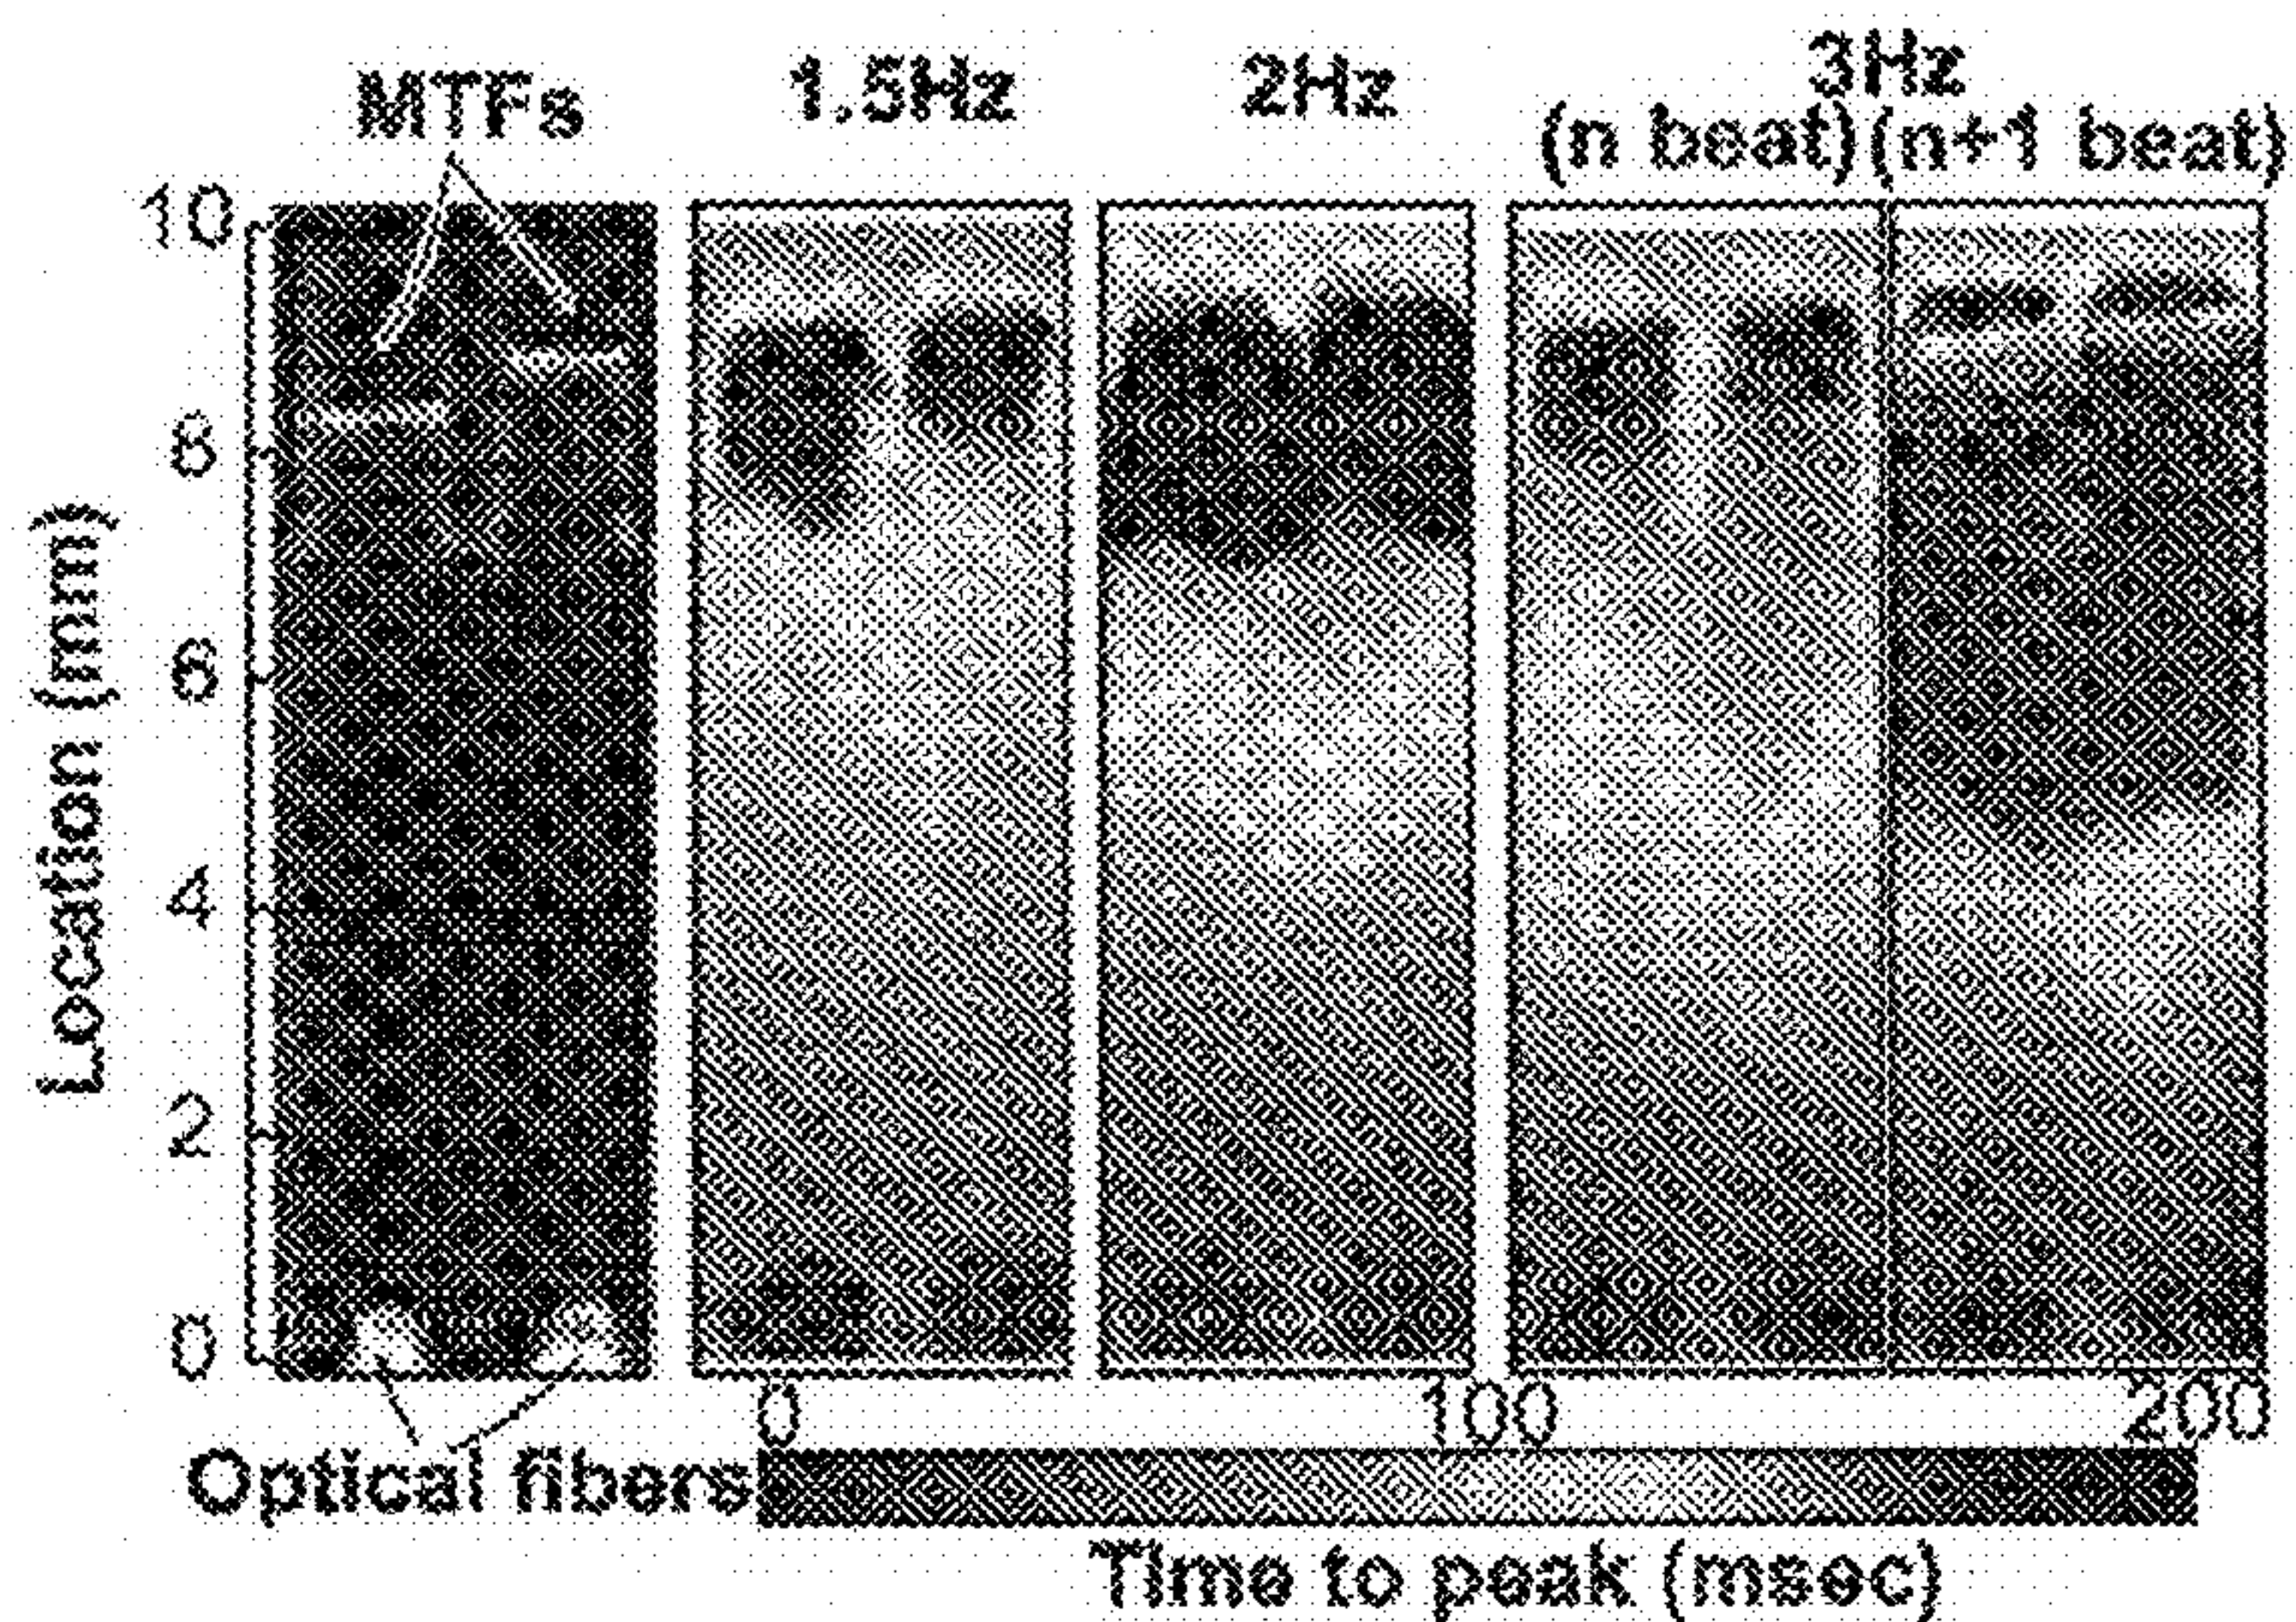 MTFs
1.5Hz
2Hz
3Hz
(n beat) (n+1 beat)
10
8
6
4
2
0
Location (mm)
Optical fibers
0
100
200
Time to peak (msec)